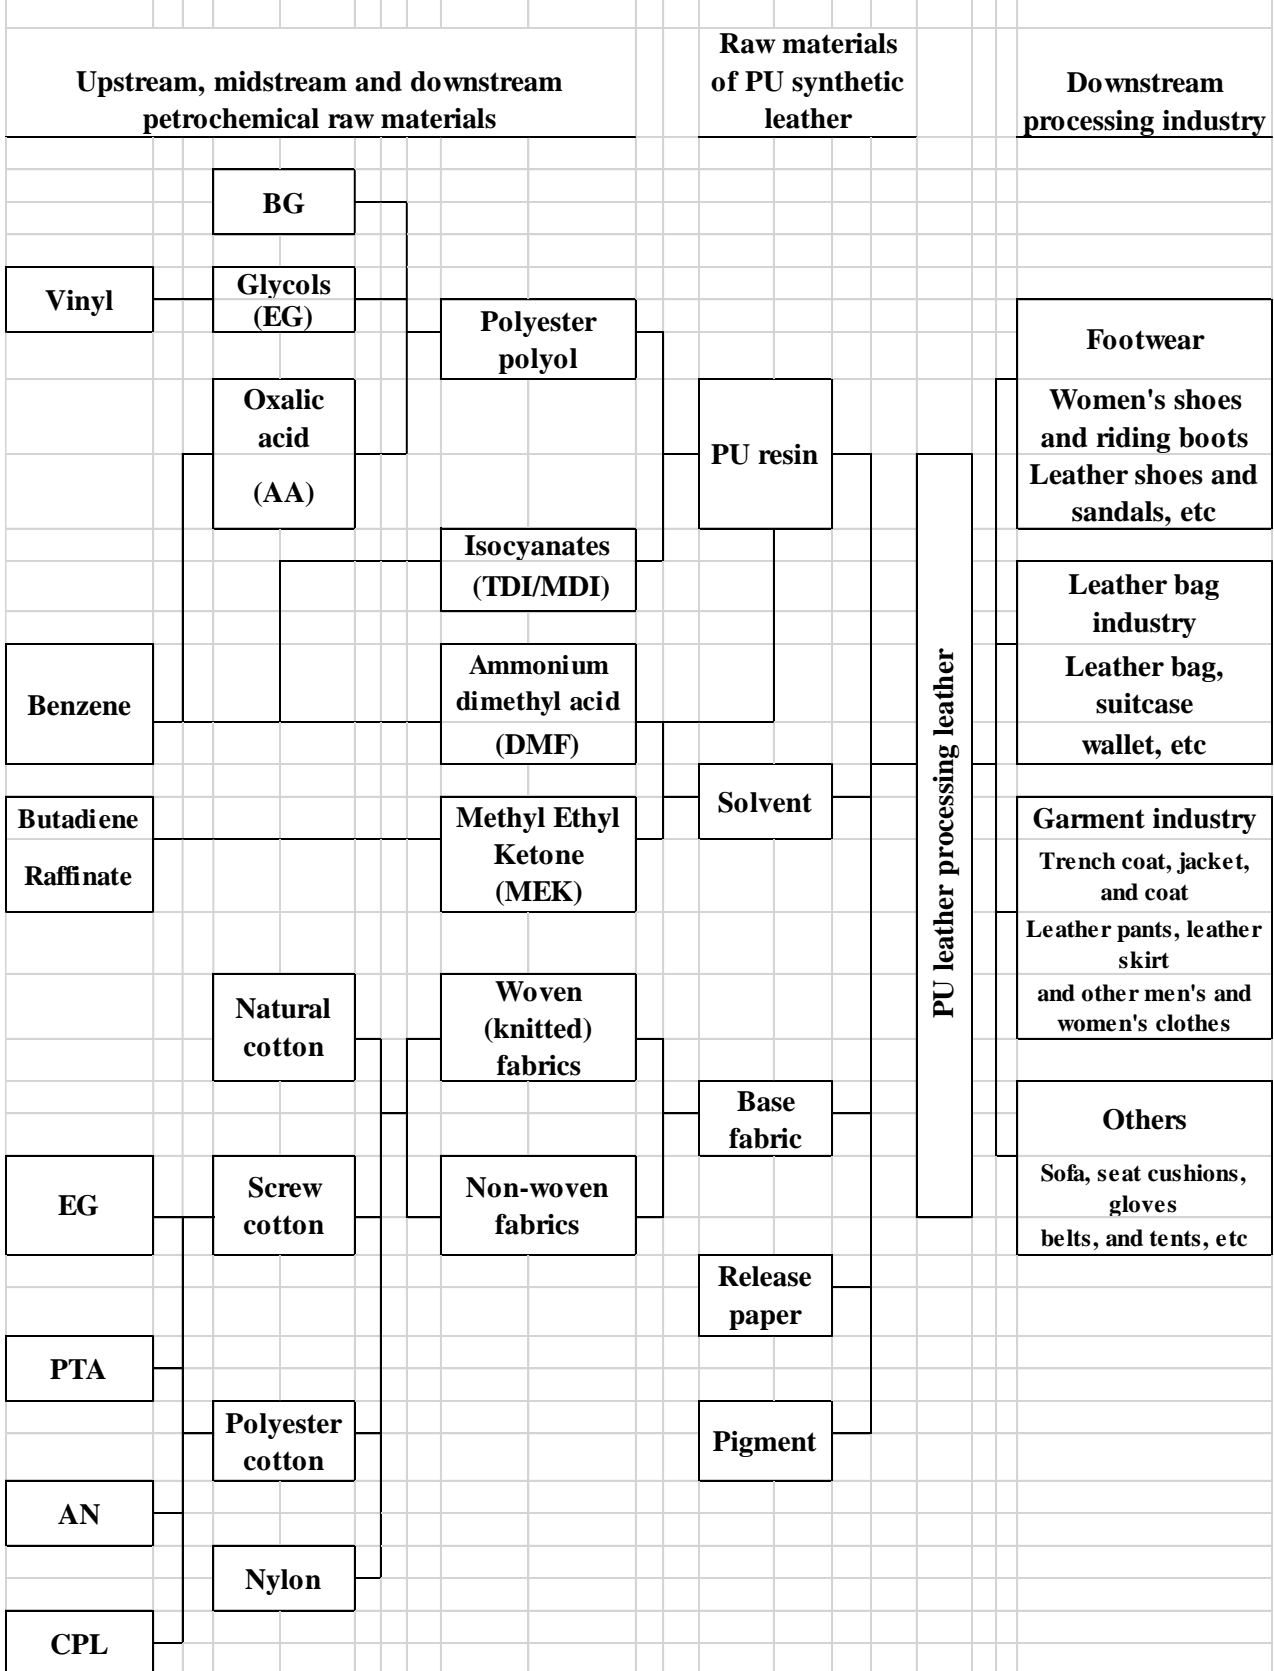 Upstream, midstream and downstream
petrochemical raw materials
Raw materials
of PU synthetic
leather
Downstream
processing industry
BG
Vinyl
Glycols
(EG)
Oxalic
acid
(AA)
Benzene
Butadiene
Raffinate
Natural
cotton
EG
Screw
cotton
PTA
Polyester
cotton
AN
Nylon
CPL
Polyester
polyol
Isocyanates
(TDI/MDI)
Ammonium
dimethyl acid
(DMF)
Methyl Ethyl
Ketone
(MEK)
Woven
(knitted)
fabrics
Non-woven
fabrics
PU resin
Solvent
Base
fabric
Release
paper
Pigment
PU leather processing leather
Footwear
Women's shoes
and riding boots
Leather shoes and
sandals, etc
Leather bag
industry
Leather bag,
suitcase
wallet, etc
Garment industry
Trench coat, jacket,
and coat
Leather pants, leather
skirt
and other men's and
women's clothes
Others
Sofa, seat cushions,
gloves
belts, and tents, etc